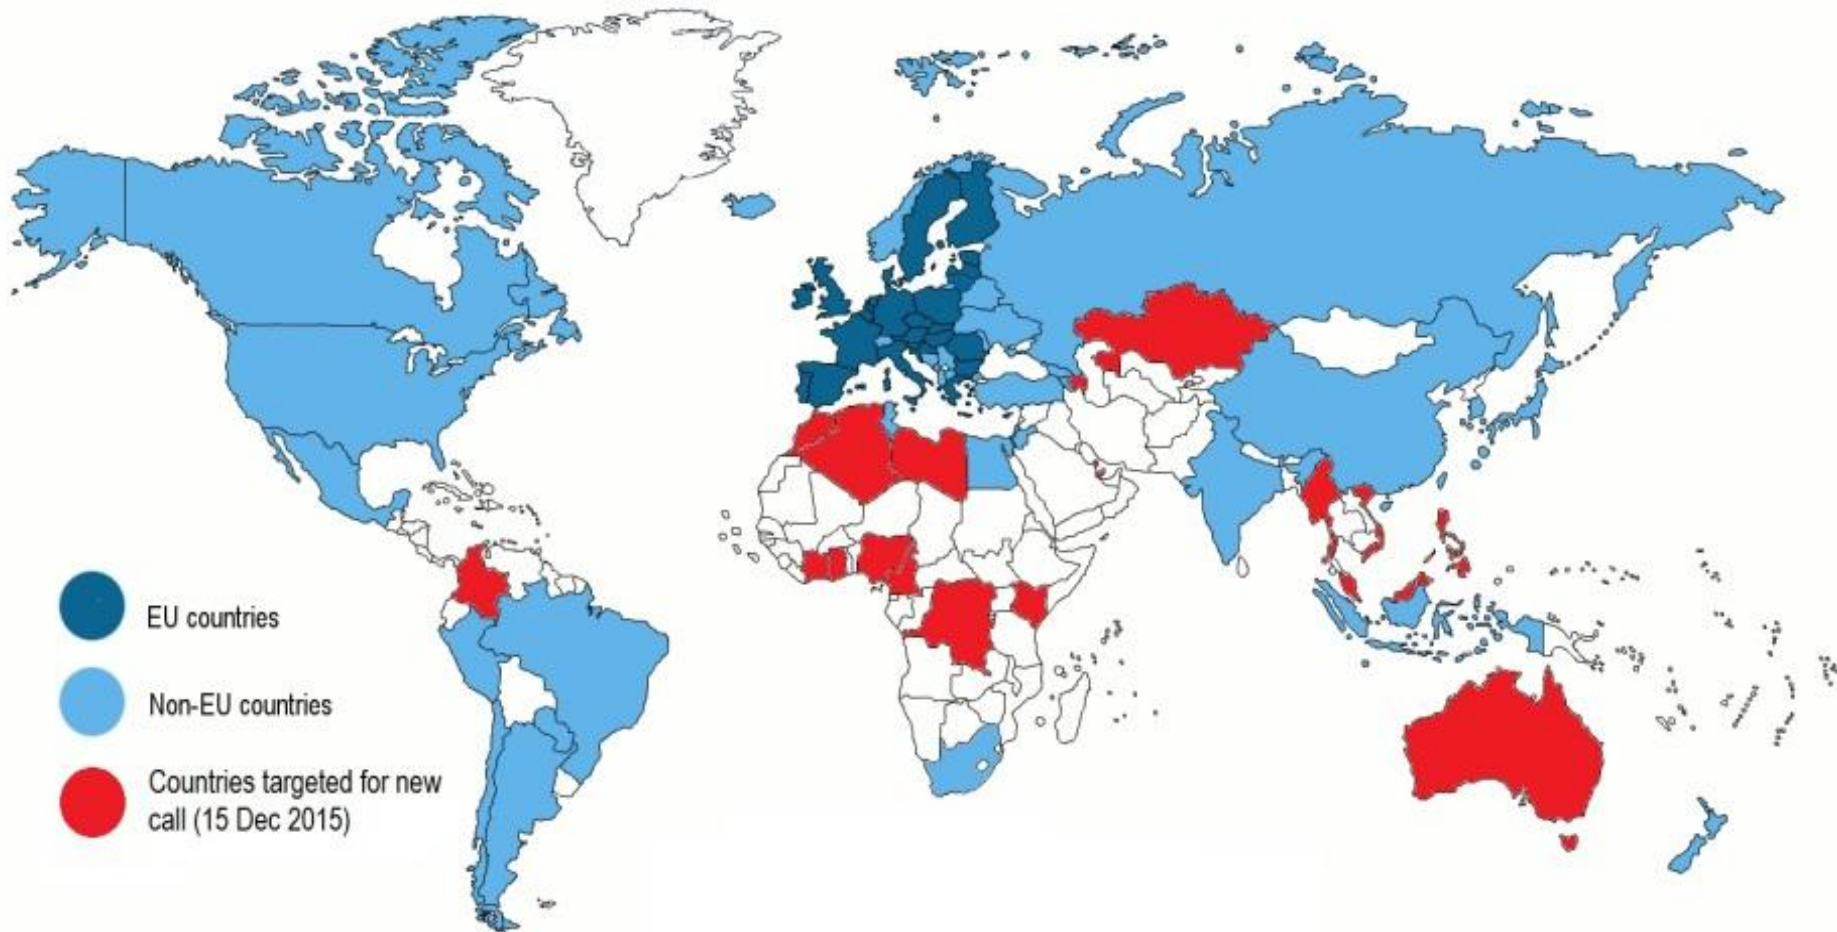 EU countries
Non-EU countries
Countries targeted for new
call (15 Dec 2015)